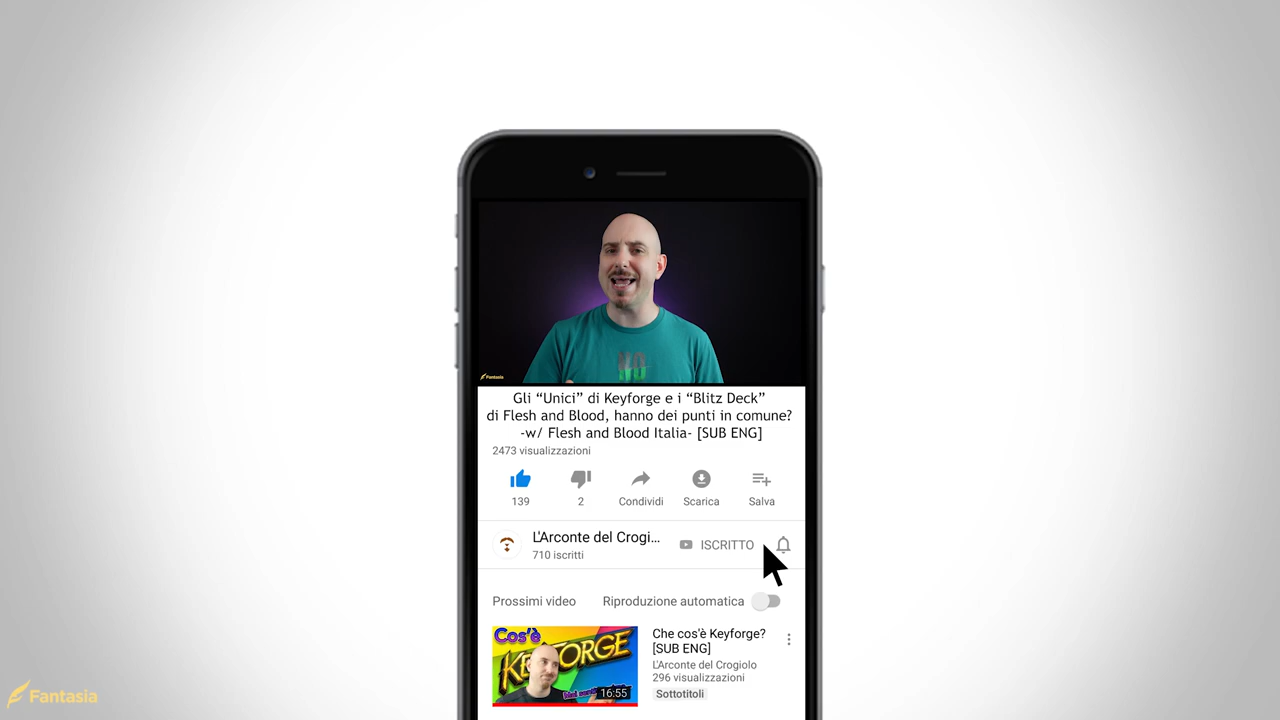 Fantasia
Gli “Unici” di Keyforge e i “Blitz Deck”
di Flesh and Blood, hanno dei punti in comune?
-w/ Flesh and Blood Italia- [SUB ENG]
2473 visualizzazioni
139
2
Condividi
Scarica
Salva
L'Arconte del Crogi...
710 iscritti
ISCRITTO
Prossimi video
Riproduzione automatica
Cos'è
KEYFORGE
16:55
Che cos'è Keyforge?
[SUB ENG]
L'Arconte del Crogiolo
296 visualizzazioni
Sottotitoli
Fantasia